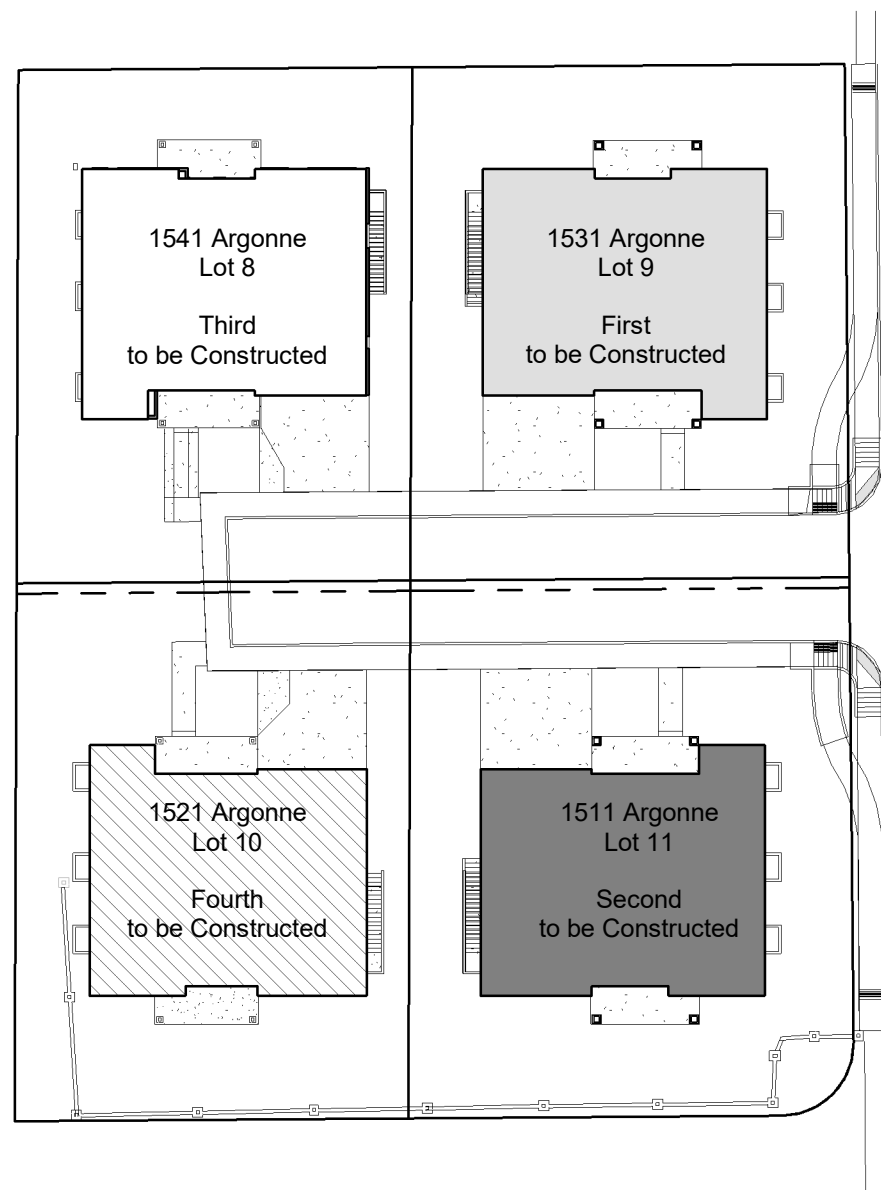 1541 Argonne
Lot 8
Third
to be Constructed
1531 Argonne
Lot 9
First
to be Constructed
1521 Argonne
Lot 10
Fourth
to be Constructed
1511 Argonne
Lot 11
Second
to be Constructed